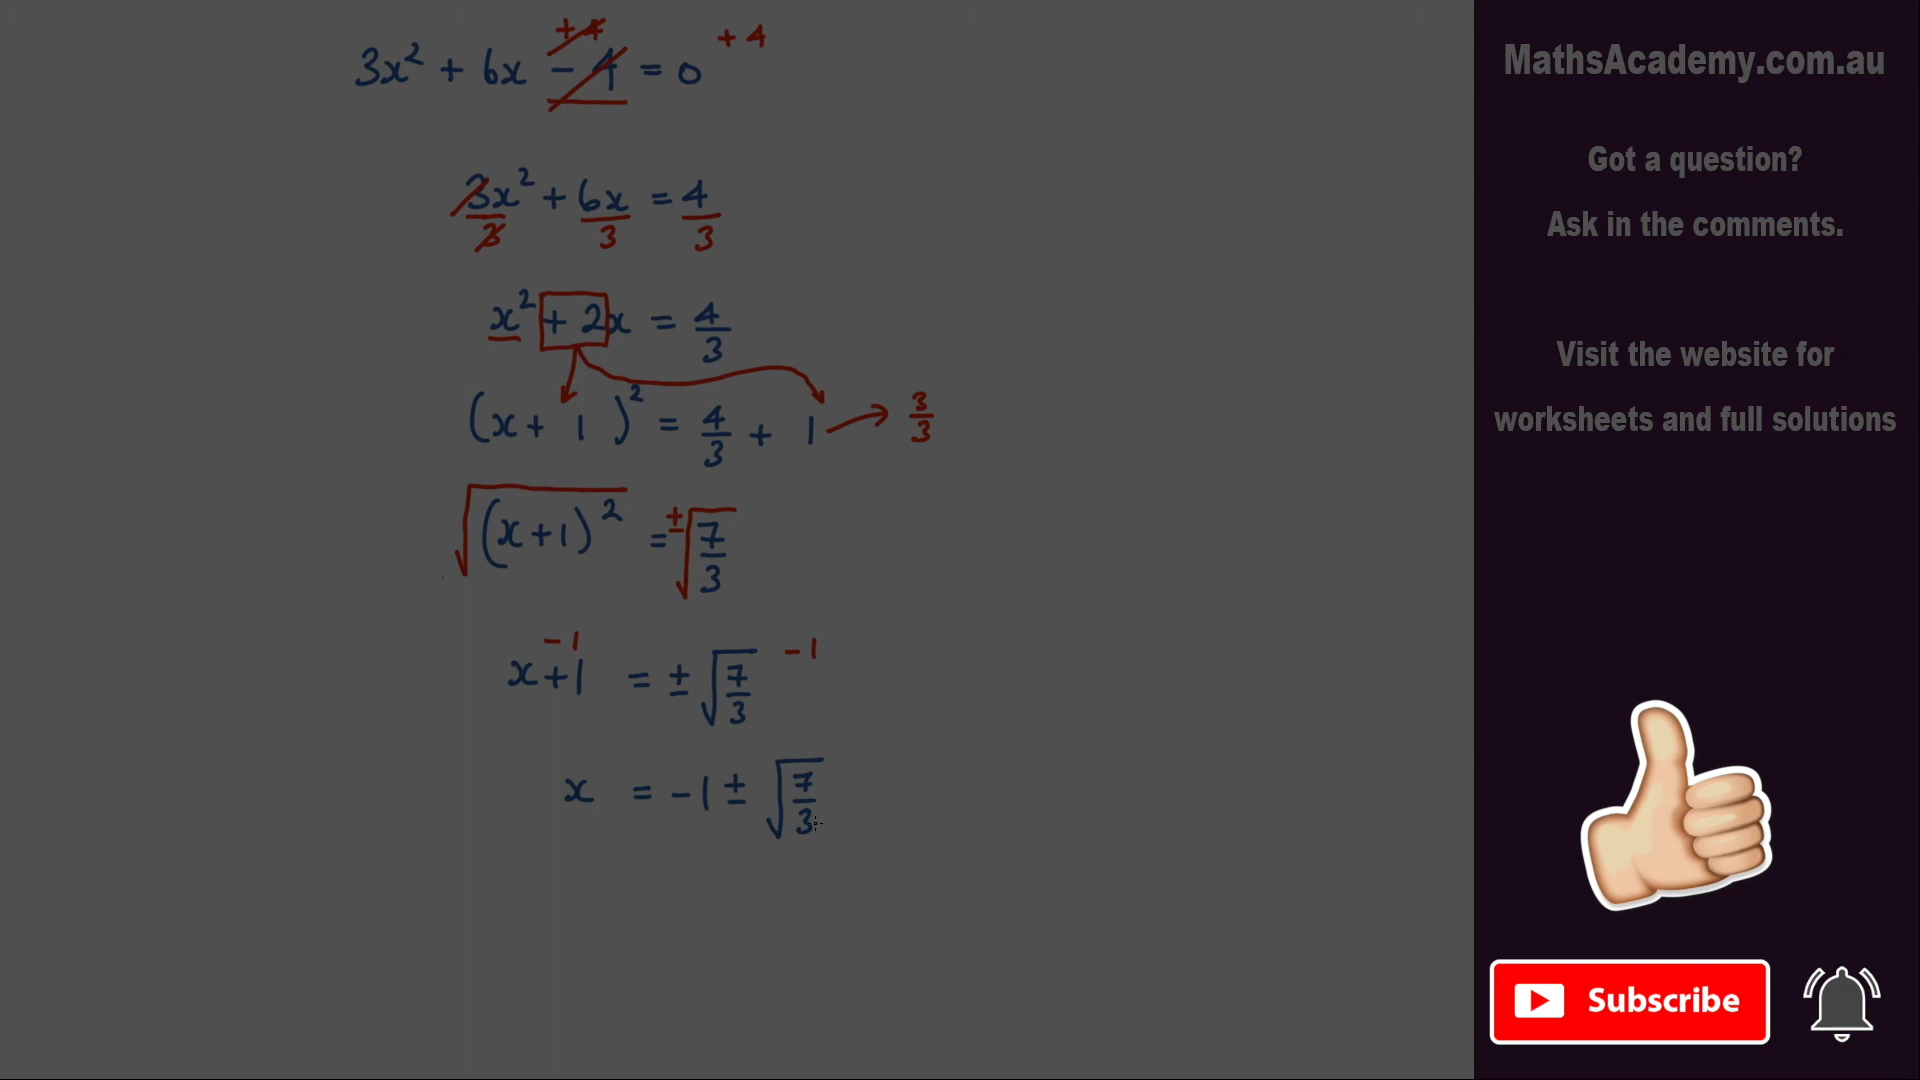 + 4 + 4
3x² + 6x - 4 = 0
3x²/3 + 6x/3 = 4/3
x² + 2x = 4/3
(x + 1)² = 4/3 + 1 → 3/3
√(x+1)² = ±√7/3
- 1 - 1
x+1 = ± √7/3
x = -1 ± √7/3
MathsAcademy.com.au
Got a question?
Ask in the comments.
Visit the website for
worksheets and full solutions
Subscribe